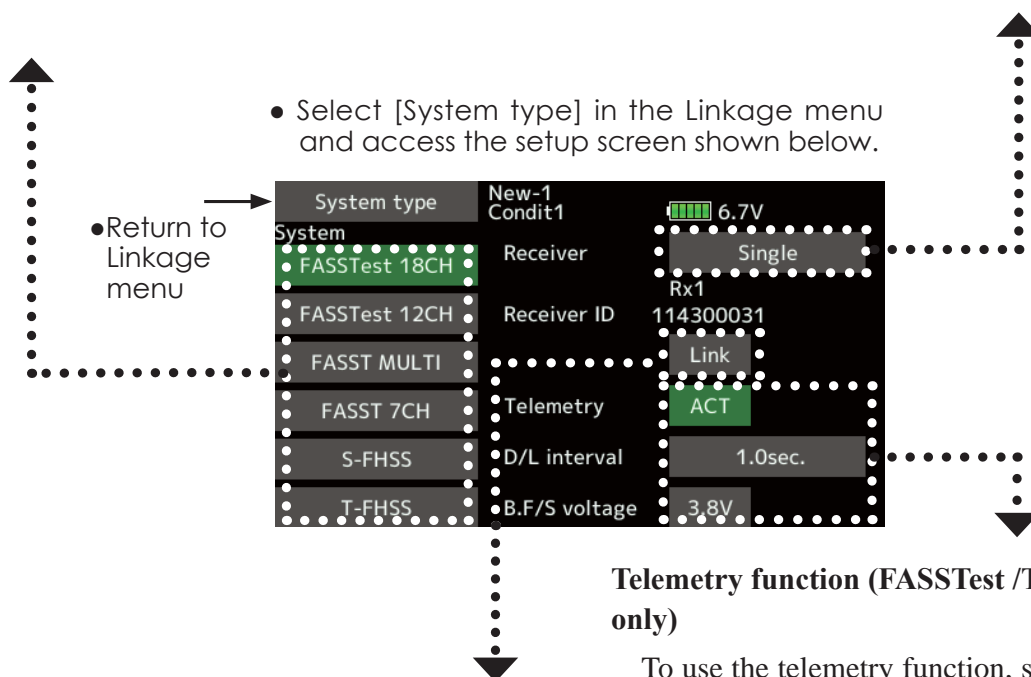 ● Select [System type] in the Linkage menu
and access the setup screen shown below.
●Return to
Linkage
menu
System type
New-1
Condit1
6.7V
System
FASSTest 18CH
Receiver
Single
Rx1
FASSTest 12CH
Receiver ID
114300031
FASST MULTI
Link
FASST 7CH
Telemetry
ACT
S-FHSS
D/L interval
1.0sec.
T-FHSS
B.F/S voltage
3.8V
Telemetry function (FASSTest /T
only)
To use the telemetry function, s